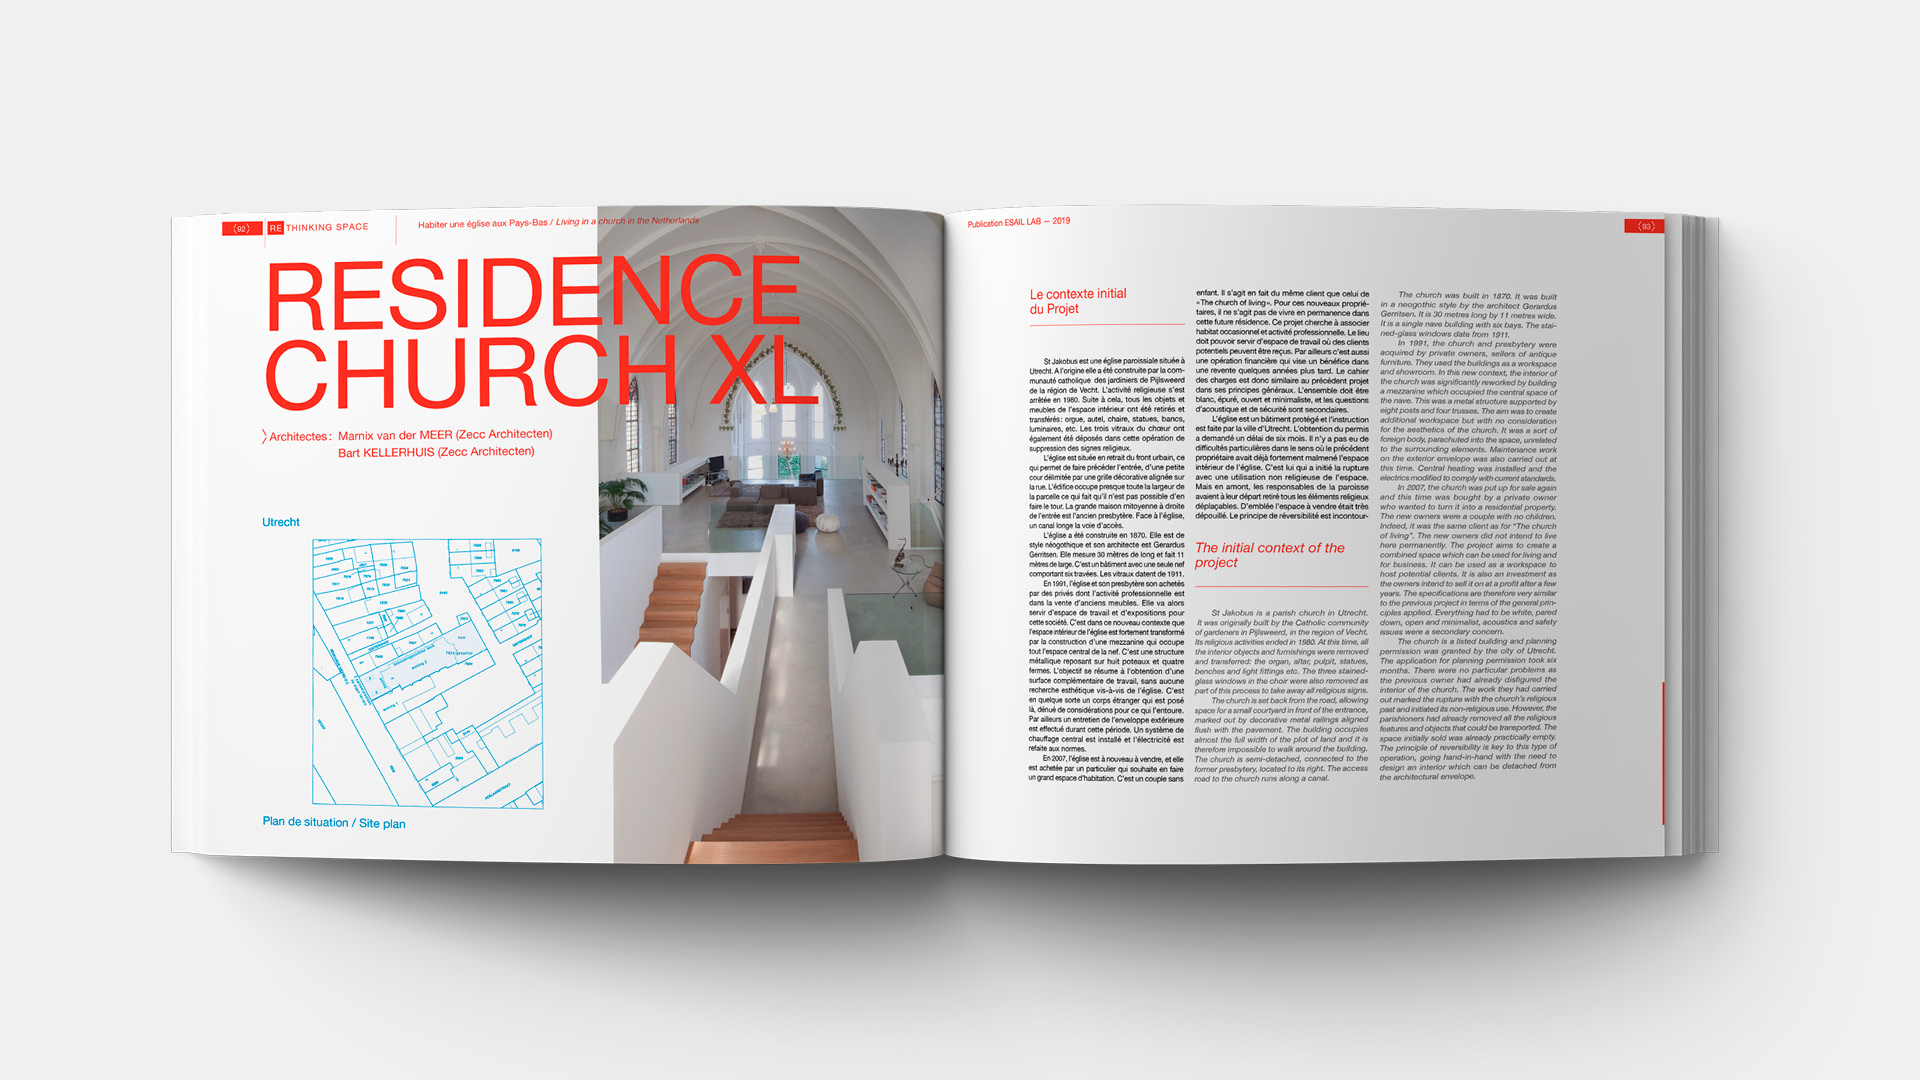 〈92〉
RE THINKING SPACE
Habiter une église aux Pays-Bas / Living in a church in the Netherlands
RESIDENCE
CHURCH XL
〉Architectes : Marnix van der MEER (Zecc Architecten)
Bart KELLERHUIS (Zecc Architecten)
Utrecht
Plan de situation / Site plan
Publication ESAIL LAB — 2019
〈93〉
Le contexte initial
du Projet
St Jakobus est une église paroissiale située à
Utrecht. A l'origine elle a été construite par la com-
munauté catholique des jardiniers de Pijlsweerd
de la région de Vecht. L'activité religieuse s'est
arrêtée en 1980. Suite à cela, tous les objets et
meubles de l'espace intérieur ont été retirés et
transférés : orgue, autel, chaire, statues, bancs,
luminaires, etc. Les trois vitraux du chœur ont
également été déposés dans cette opération de
suppression des signes religieux.
L'église est située en retrait du front urbain, ce
qui permet de faire précéder l'entrée, d'une petite
cour délimitée par une grille décorative alignée sur
la rue. L'édifice occupe presque toute la largeur de
la parcelle ce qui fait qu'il n'est pas possible d'en
faire le tour. La grande maison mitoyenne à droite
de l'entrée est l'ancien presbytère. Face à l'église,
un canal longe la voie d'accès.
L'église a été construite en 1870. Elle est de
style néogothique et son architecte est Gerardus
Gerritsen. Elle mesure 30 mètres de long et fait 11
mètres de large. C'est un bâtiment avec une seule nef
comportant six travées. Les vitraux datent de 1911.
En 1991, l'église et son presbytère son achetés
par des privés dont l'activité professionnelle est
dans la vente d'anciens meubles. Elle va alors
servir d'espace de travail et d'expositions pour
cette société. C'est dans ce nouveau contexte que
l'espace intérieur de l'église est fortement transformé
par la construction d'une mezzanine qui occupe
tout l'espace central de la nef. C'est une structure
métallique reposant sur huit poteaux et quatre
fermes. L'objectif se résume à l'obtention d'une
surface complémentaire de travail, sans aucune
recherche esthétique vis-à-vis de l'église. C'est
en quelque sorte un corps étranger qui est posé
là, dénué de considérations pour ce qui l'entoure.
Par ailleurs un entretien de l'enveloppe extérieure
est effectué durant cette période. Un système de
chauffage central est installé et l'électricité est
refaite aux normes.
En 2007, l'église est à nouveau à vendre, et elle
est achetée par un particulier qui souhaite en faire
un grand espace d'habitation. C'est un couple sans
enfant. Il s'agit en fait du même client que celui de
« The church of living ». Pour ces nouveaux proprié-
taires, il ne s'agit pas de vivre en permanence dans
cette future résidence. Ce projet cherche à associer
habitat occasionnel et activité professionnelle. Le lieu
doit pouvoir servir d'espace de travail où des clients
potentiels peuvent être reçus. Par ailleurs c'est aussi
une opération financière qui vise un bénéfice dans
une revente quelques années plus tard. Le cahier
des charges est donc similaire au précédent projet
dans ses principes généraux. L'ensemble doit être
blanc, épuré, ouvert et minimaliste, et les questions
d'acoustique et de sécurité sont secondaires.
L'église est un bâtiment protégé et l'instruction
est faite par la ville d'Utrecht. L'obtention du permis
a demandé un délai de six mois. Il n'y a pas eu de
difficultés particulières dans le sens où le précédent
propriétaire avait déjà fortement malmené l'espace
intérieur de l'église. C'est lui qui a initié la rupture
avec une utilisation non religieuse de l'espace.
Mais en amont, les responsables de la paroisse
avaient à leur départ retiré tous les éléments religieux
déplaçables. D'emblée l'espace à vendre était très
dépouillé. Le principe de réversibilité est incontour-
The initial context of the
project
St Jakobus is a parish church in Utrecht.
It was originally built by the Catholic community
of gardeners in Pijlsweerd, in the region of Vecht.
Its religious activities ended in 1980. At this time, all
the interior objects and furnishings were removed
and transferred: the organ, altar, pulpit, statues,
benches and light fittings etc. The three stained-
glass windows in the choir were also removed as
part of this process to take away all religious signs.
The church is set back from the road, allowing
space for a small courtyard in front of the entrance,
marked out by decorative metal railings aligned
flush with the pavement. The building occupies
almost the full width of the plot of land and it is
therefore impossible to walk around the building.
The church is semi-detached, connected to the
former presbytery, located to its right. The access
road to the church runs along a canal.
The church was built in 1870. It was built
in a neogothic style by the architect Gerardus
Gerritsen. It is 30 metres long by 11 metres wide.
It is a single nave building with six bays. The stai-
ned-glass windows date from 1911.
In 1991, the church and presbytery were
acquired by private owners, sellers of antique
furniture. They used the buildings as a workspace
and showroom. In this new context, the interior of
the church was significantly reworked by building
a mezzanine which occupied the central space of
the nave. This was a metal structure supported by
eight posts and four trusses. The aim was to create
additional workspace but with no consideration
for the aesthetics of the church. It was a sort of
foreign body, parachuted into the space, unrelated
to the surrounding elements. Maintenance work
on the exterior envelope was also carried out at
this time. Central heating was installed and the
electrics modified to comply with current standards.
In 2007, the church was put up for sale again
and this time was bought by a private owner
who wanted to turn it into a residential property.
The new owners were a couple with no children.
Indeed, it was the same client as for "The church
of living". The new owners did not intend to live
here permanently. The project aims to create a
combined space which can be used for living and
for business. It can be used as a workspace to
host potential clients. It is also an investment as
the owners intend to sell it on at a profit after a few
years. The specifications are therefore very similar
to the previous project in terms of the general prin-
ciples applied. Everything had to be white, pared
down, open and minimalist, acoustics and safety
issues were a secondary concern.
The church is a listed building and planning
permission was granted by the city of Utrecht.
The application for planning permission took six
months. There were no particular problems as
the previous owner had already disfigured the
interior of the church. The work they had carried
out marked the rupture with the church's religious
past and initiated its non-religious use. However, the
parishioners had already removed all the religious
features and objects that could be transported. The
space initially sold was already practically empty.
The principle of reversibility is key to this type of
operation, going hand-in-hand with the need to
design an interior which can be detached from
the architectural envelope.